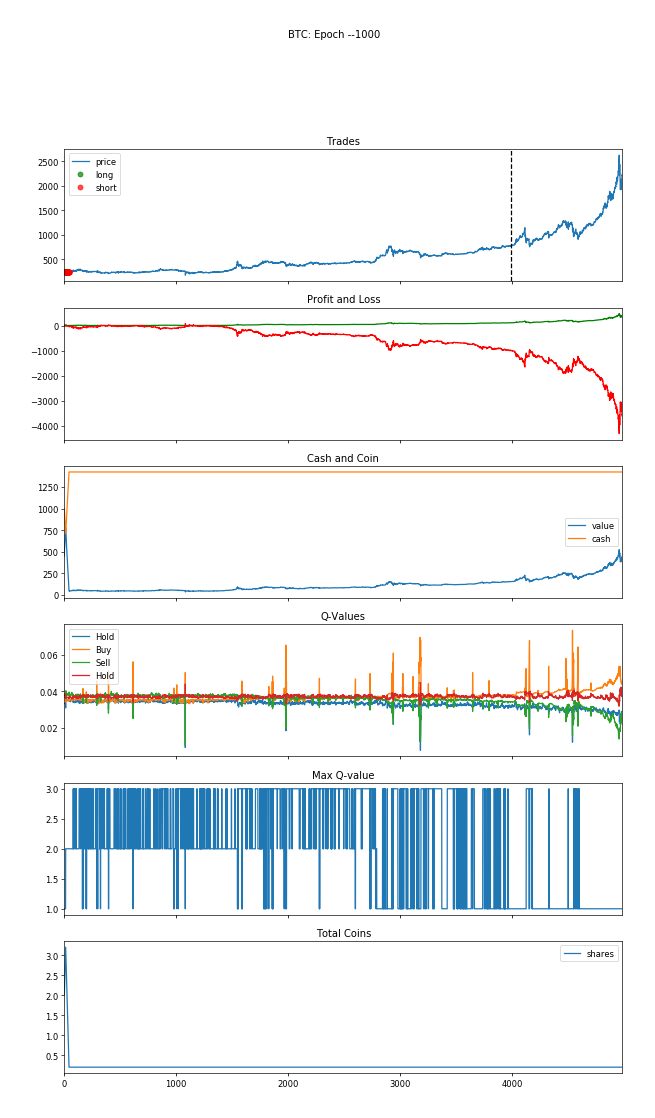 BTC: Epoch --1000
Trades
2500
2000
1500
1000
500
price
long
short
Profit and Loss
0
−1000
−2000
−3000
−4000
Cash and Coin
1250
1000
750
500
250
0
value
cash
Q-Values
0.06
0.04
0.02
Hold
Buy
Sell
Hold
Max Q-value
3.0
2.5
2.0
1.5
1.0
Total Coins
3.0
2.5
2.0
1.5
1.0
0.5
shares
0 1000 2000 3000 4000